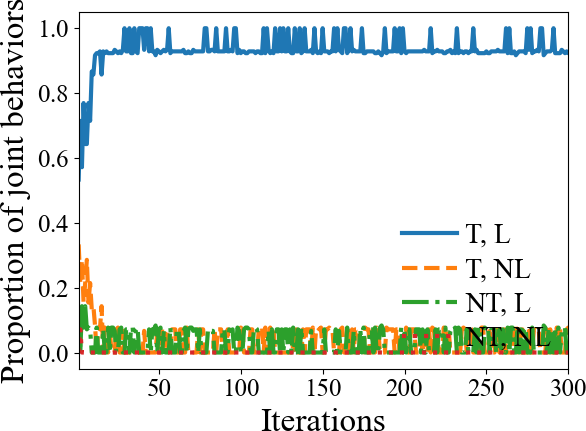 Proportion of joint behaviors
1.0
0.8
0.6
0.4
0.2
0.0
T, L
T, NL
NT, L
NT, NL
50 100 150 200 250 300
Iterations